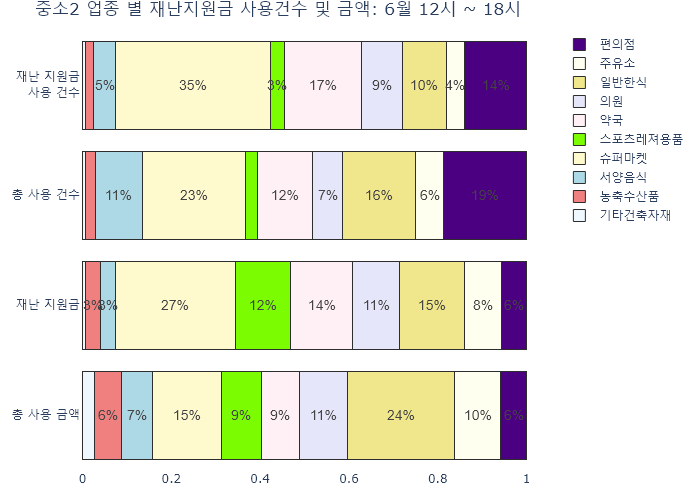 중소2 업종 별 재난지원금 사용건수 및 금액: 6월 12시 ~ 18시
재난 지원금
사용 건수
5%
35%
3%
17%
9%
10%
4%
14%
총 사용 건수
11%
23%
12%
7%
16%
6%
19%
재난 지원금
3%
3%
27%
12%
14%
11%
15%
8%
6%
총 사용 금액
6%
7%
15%
9%
9%
11%
24%
10%
6%
0
0.2
0.4
0.6
0.8
1
편의점
주유소
일반한식
의원
약국
스포츠레져용품
슈퍼마켓
서양음식
농축수산품
기타건축자재